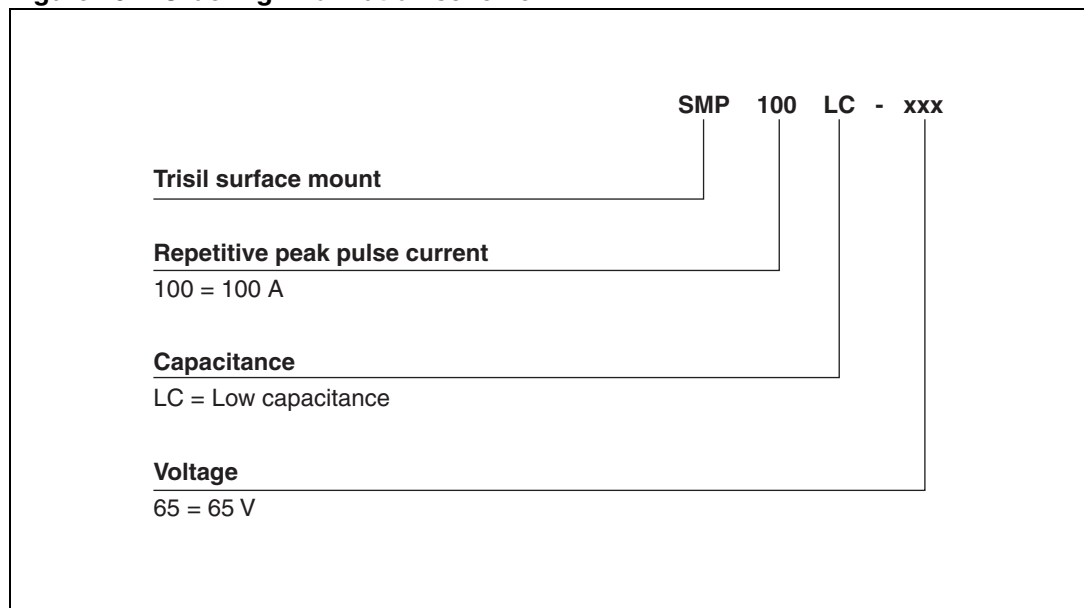 SMP 100 LC - xxx
Trisil surface mount
Repetitive peak pulse current
100 = 100 A
Capacitance
LC = Low capacitance
Voltage
65 = 65 V